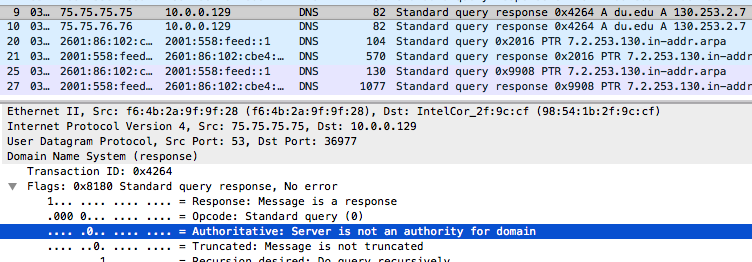 9 03… 75.75.75.75 10.0.0.129 DNS 82 Standard query response 0x4264 A du.edu A 130.253.2.7
10 03… 75.75.76.76 10.0.0.129 DNS 82 Standard query response 0x4264 A du.edu A 130.253.2.7
20 03… 2601:86:102:c… 2001:558:feed::1 DNS 104 Standard query 0x2016 PTR 7.2.253.130.in-addr.arpa
21 03… 2001:558:feed… 2601:86:102:cbe4:… DNS 570 Standard query response 0x2016 PTR 7.2.253.130.in-addr
25 03… 2601:86:102:c… 2001:558:feed::1 DNS 130 Standard query 0x9908 PTR 7.2.253.130.in-addr.arpa
27 03… 2001:558:feed… 2601:86:102:cbe4:… DNS 1077 Standard query response 0x9908 PTR 7.2.253.130.in-addr
Ethernet II, Src: f6:4b:2a:9f:9f:28 (f6:4b:2a:9f:9f:28), Dst: IntelCor_2f:9c:cf (98:54:1b:2f:9c:cf)
Internet Protocol Version 4, Src: 75.75.75.75, Dst: 10.0.0.129
User Datagram Protocol, Src Port: 53, Dst Port: 36977
Domain Name System (response)
Transaction ID: 0x4264
Flags: 0x8180 Standard query response, No error
1... .... .... .... = Response: Message is a response
.000 0... .... .... = Opcode: Standard query (0)
.... .0.. .... .... = Authoritative: Server is not an authority for domain
.... ..0. .... .... = Truncated: Message is not truncated
.... ...1 .... .... = Recursion desired: Do query recursively